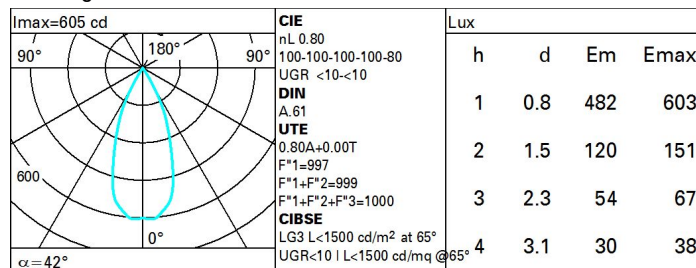 Imax=605 cd
90° 180° 90°
600
0°
α=42°
CIE
nL 0.80
100-100-100-100-80
UGR <10-<10
DIN
A.61
UTE
0.80A+0.00T
F"1=997
F"1+F"2=999
F"1+F"2+F"3=1000
CIBSE
LG3 L<1500 cd/m² at 65°
UGR<10 | L<1500 cd/mq @65°
Lux
h d Em Emax
1 0.8 482 603
2 1.5 120 151
3 2.3 54 67
4 3.1 30 38